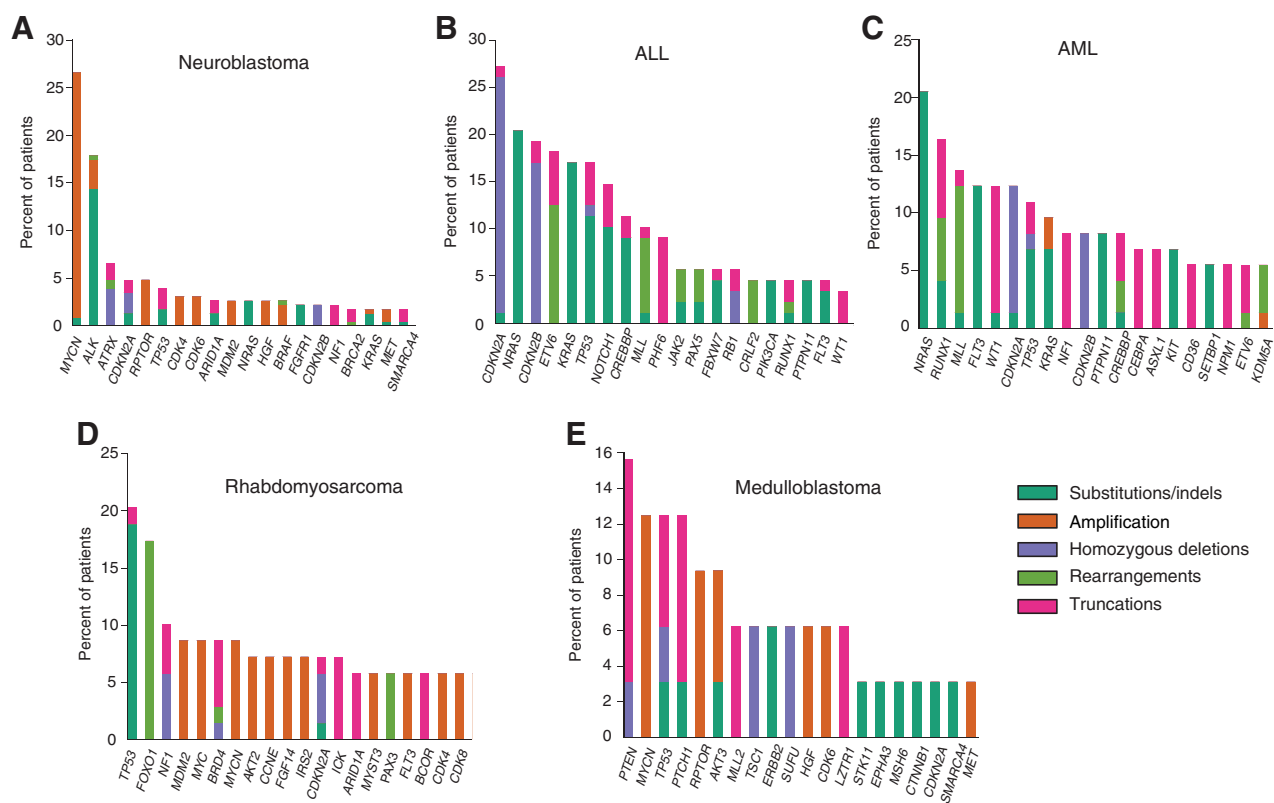 A
Neuroblastoma
Percent of patients
30
25
20
15
10
5
0
MYCN
ALK
ATRX
CDKN2A
RPTOR
TP53
CDK4
CDK6
ARID1A
MDM2
NRAS
HGF
BRAF
FGFR1
CDKN2B
NF1
BRCA2
KRAS
MET
SMARCA4
B
ALL
Percent of patients
30
25
20
15
10
5
0
CDKN2A
NRAS
CDKN2B
ETV6
KRAS
TP53
NOTCH1
CREBBP
MLL
PHF6
JAK2
PAX5
FBXW7
RB1
CRLF2
PIK3CA
RUNX1
PTPN11
FLT3
WT1
C
AML
Percent of patients
25
20
15
10
5
0
NRAS
RUNX1
MLL
FLT3
WT1
CDKN2A
TP53
KRAS
NF1
CDKN2B
PTPN11
CREBBP
CEBPA
ASXL1
KIT
CD36
SETBP1
NPM1
ETV6
KDM5A
D
Rhabdomyosarcoma
Percent of patients
25
20
15
10
5
0
TP53
FOXO1
NF1
MDM2
MYC
BRD4
MYCN
AKT2
CCNE
FGF14
IRS2
CDKN2A
ICK
ARID1A
MYST3
PAX3
FLT3
BCOR
CDK4
CDK8
E
Medulloblastoma
Percent of patients
16
14
12
10
8
6
4
2
0
PTEN
MYCN
TP53
PTCH1
RPTOR
AKT3
MLL2
TSC1
ERBB2
SUFU
HGF
CDK6
LZTR1
STK11
EPHA3
MSH6
CTNNB1
CDKN2A
SMARCA4
MET
Substitutions/indels
Amplification
Homozygous deletions
Rearrangements
Truncations